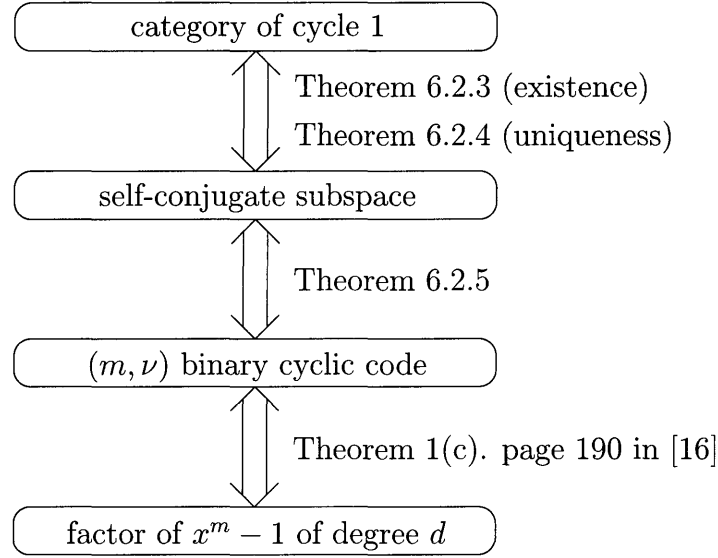 category of cycle 1
Theorem 6.2.3 (existence)
Theorem 6.2.4 (uniqueness)
self-conjugate subspace
Theorem 6.2.5
(m, ν) binary cyclic code
Theorem 1(c). page 190 in [16]
factor of x^m − 1 of degree d